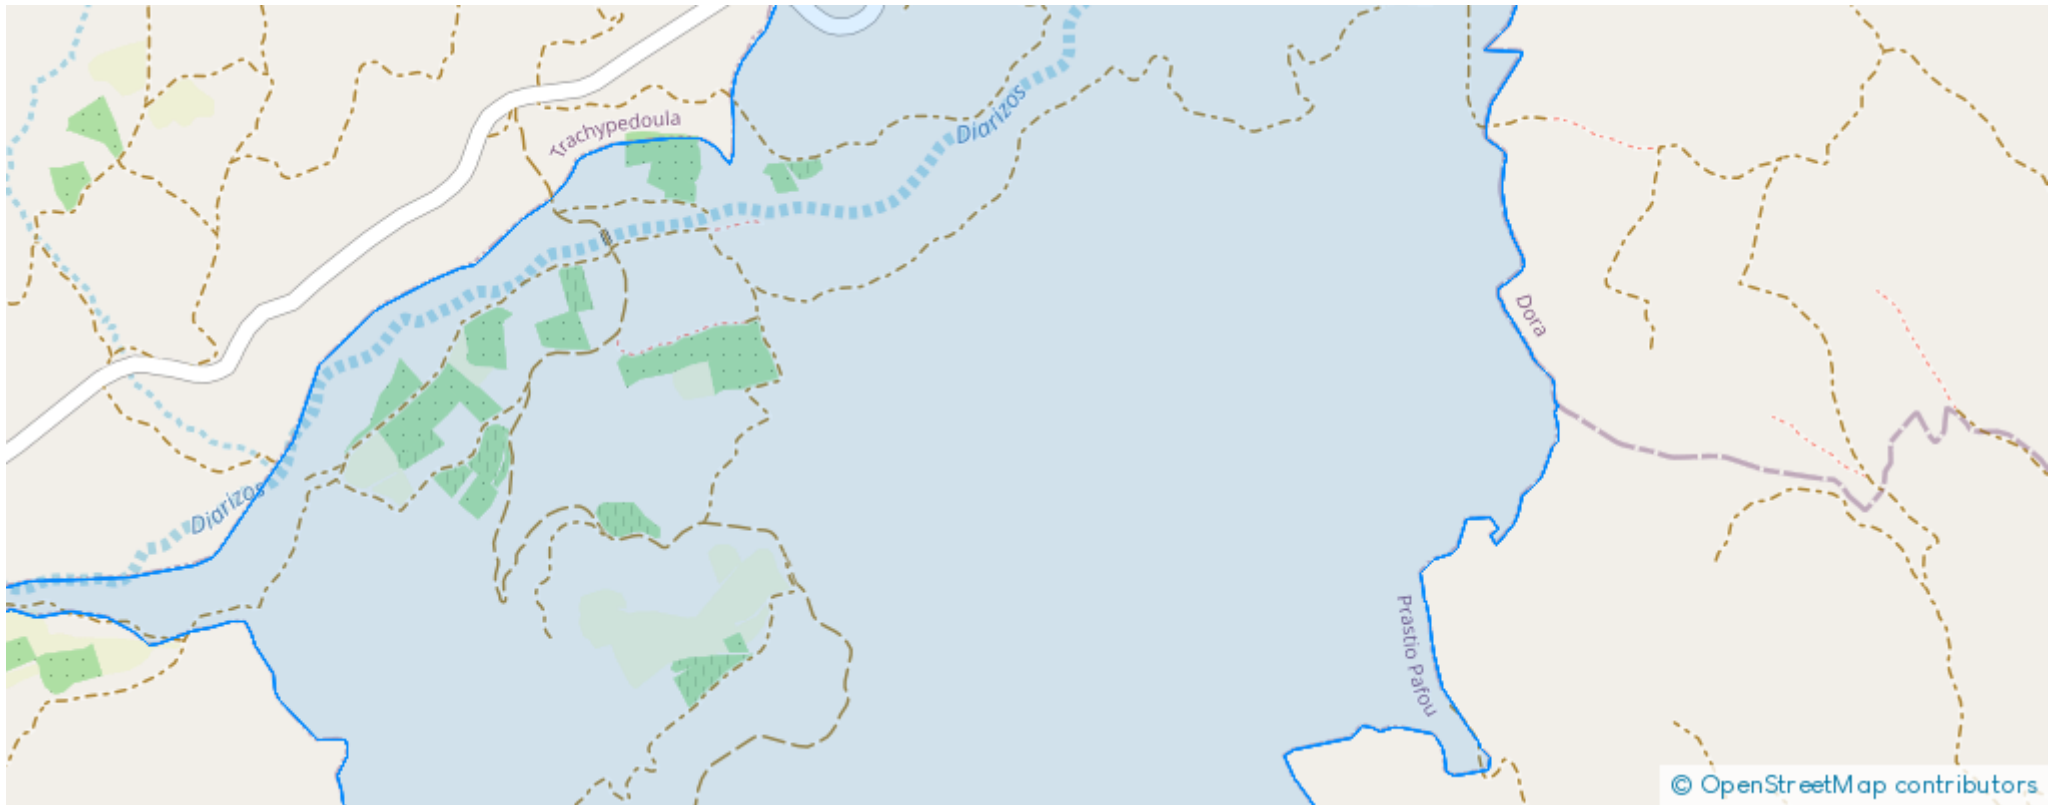 Trachypedoula
Diarizos
Dora
Diarizos
Prastio Pafou
© OpenStreetMap contributors